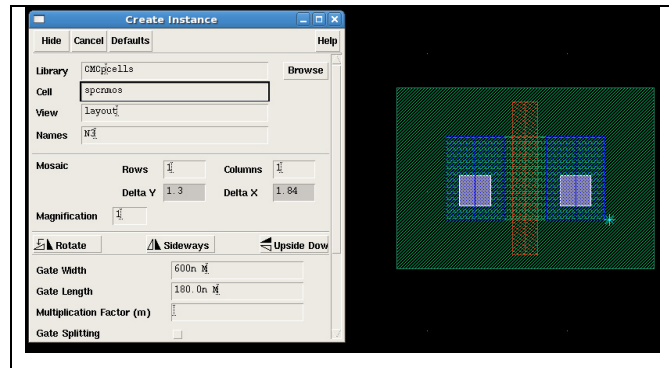 Create Instance
Hide Cancel Defaults Help
Library CMCpcells Browse
Cell spcnmos
View layout
Names N3
Mosaic Rows 1 Columns 1
Delta Y 1.3 Delta X 1.84
Magnification 1
Rotate Sideways Upside Dow
Gate Width 600n M
Gate Length 180.0n M
Multiplication Factor (m)
Gate Splitting